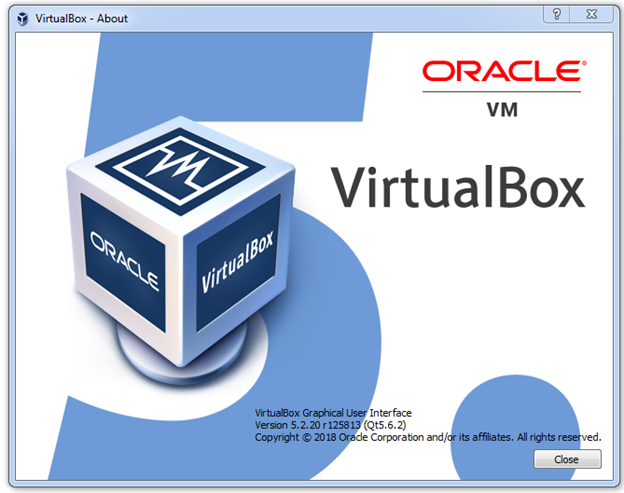 VirtualBox - About
ORACLE®
VM
VirtualBox
ORACLE
VirtualBox
VirtualBox Graphical User Interface
Version 5.2.20 r125813 (Qt5.6.2)
Copyright © 2018 Oracle Corporation and/or its affiliates. All rights reserved.
Close